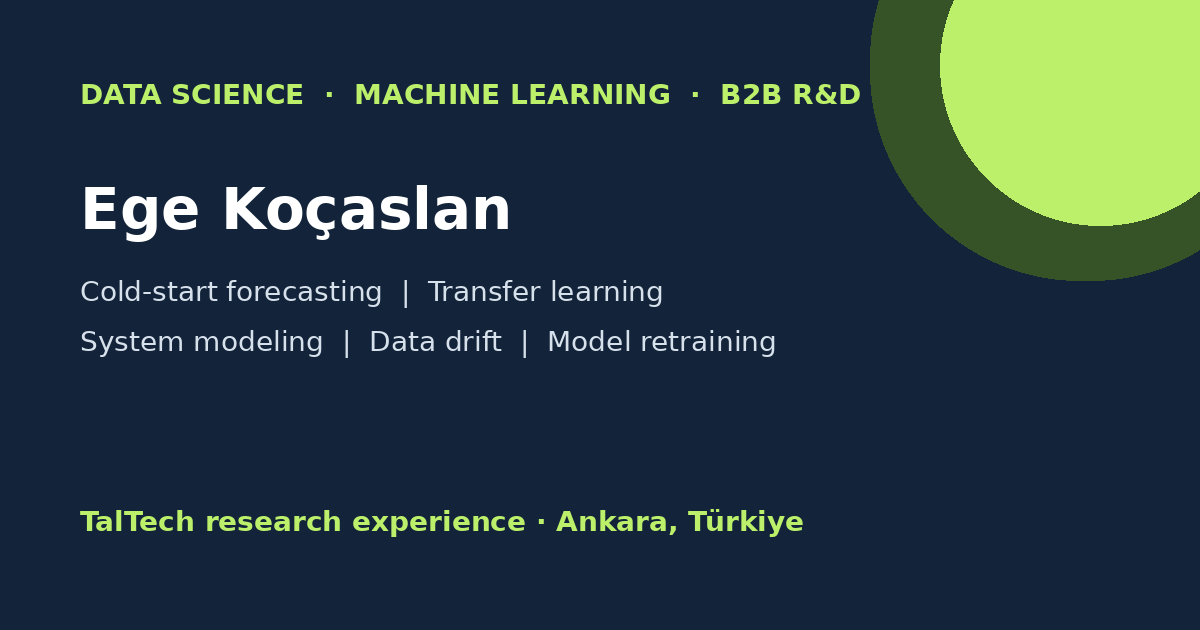 DATA SCIENCE · MACHINE LEARNING · B2B R&D
Ege Koçaslan
Cold-start forecasting | Transfer learning
System modeling | Data drift | Model retraining
TalTech research experience · Ankara, Türkiye